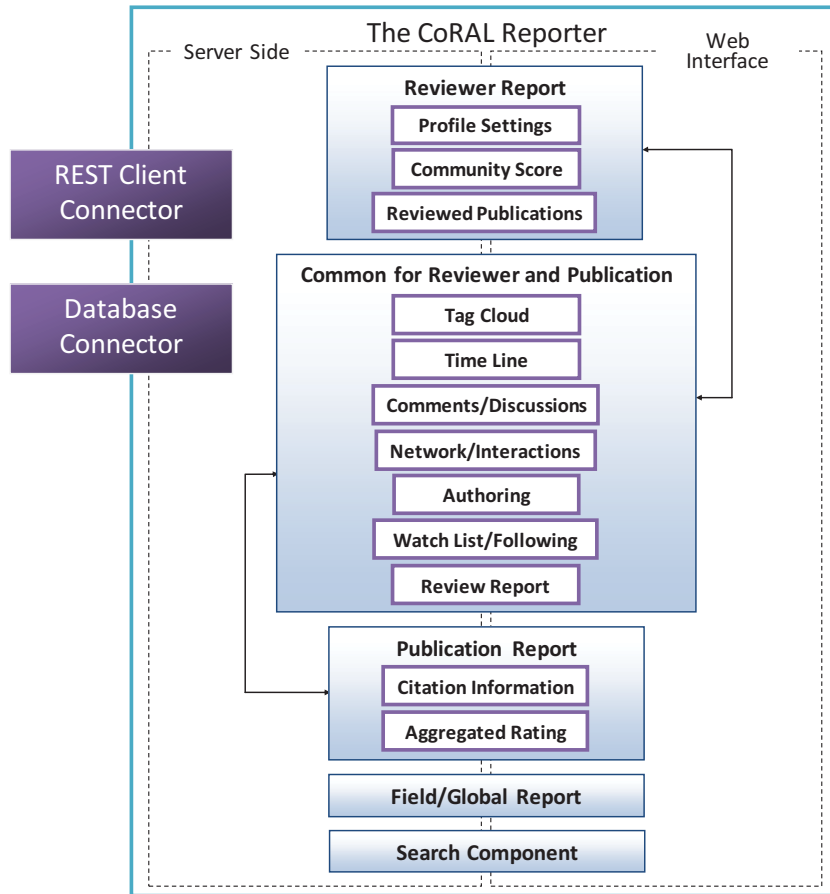 The CoRAL Reporter
Server Side
Web
Interface
REST Client
Connector
Database
Connector
Reviewer Report
Profile Settings
Community Score
Reviewed Publications
Common for Reviewer and Publication
Tag Cloud
Time Line
Comments/Discussions
Network/Interactions
Authoring
Watch List/Following
Review Report
Publication Report
Citation Information
Aggregated Rating
Field/Global Report
Search Component